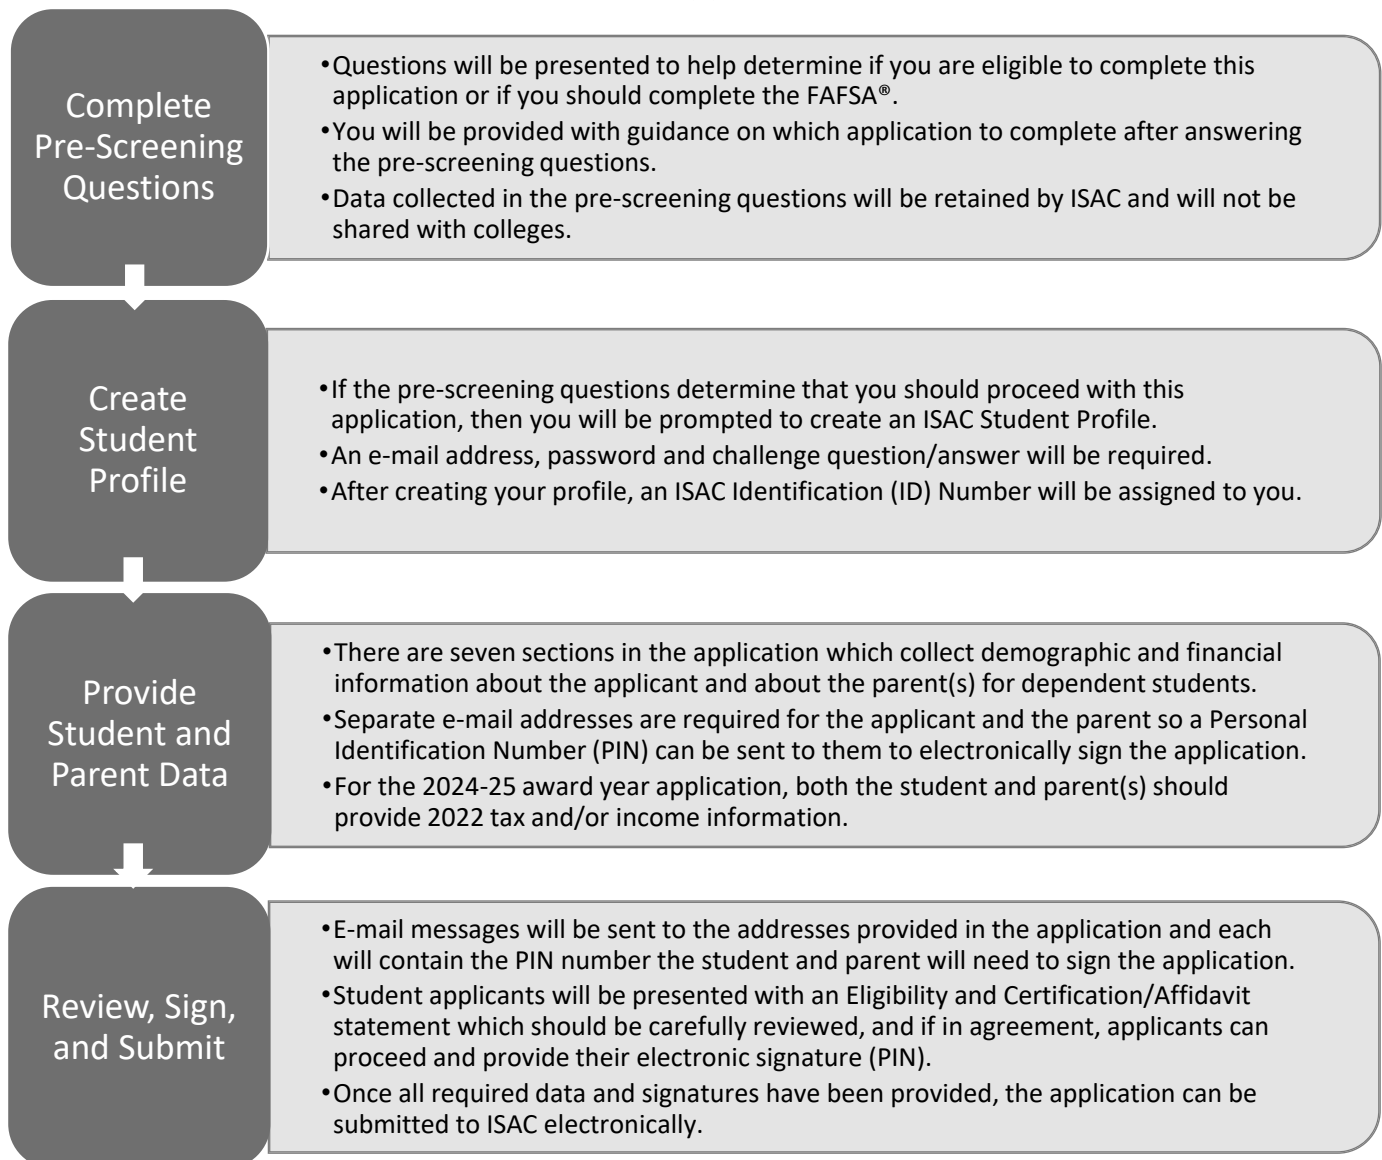 Complete
Pre-Screening
Questions
•Questions will be presented to help determine if you are eligible to complete this
application or if you should complete the FAFSA®.
•You will be provided with guidance on which application to complete after answering
the pre-screening questions.
•Data collected in the pre-screening questions will be retained by ISAC and will not be
shared with colleges.
Create
Student
Profile
•If the pre-screening questions determine that you should proceed with this
application, then you will be prompted to create an ISAC Student Profile.
•An e-mail address, password and challenge question/answer will be required.
•After creating your profile, an ISAC Identification (ID) Number will be assigned to you.
Provide
Student and
Parent Data
•There are seven sections in the application which collect demographic and financial
information about the applicant and about the parent(s) for dependent students.
•Separate e-mail addresses are required for the applicant and the parent so a Personal
Identification Number (PIN) can be sent to them to electronically sign the application.
•For the 2024-25 award year application, both the student and parent(s) should
provide 2022 tax and/or income information.
Review, Sign,
and Submit
•E-mail messages will be sent to the addresses provided in the application and each
will contain the PIN number the student and parent will need to sign the application.
•Student applicants will be presented with an Eligibility and Certification/Affidavit
statement which should be carefully reviewed, and if in agreement, applicants can
proceed and provide their electronic signature (PIN).
•Once all required data and signatures have been provided, the application can be
submitted to ISAC electronically.